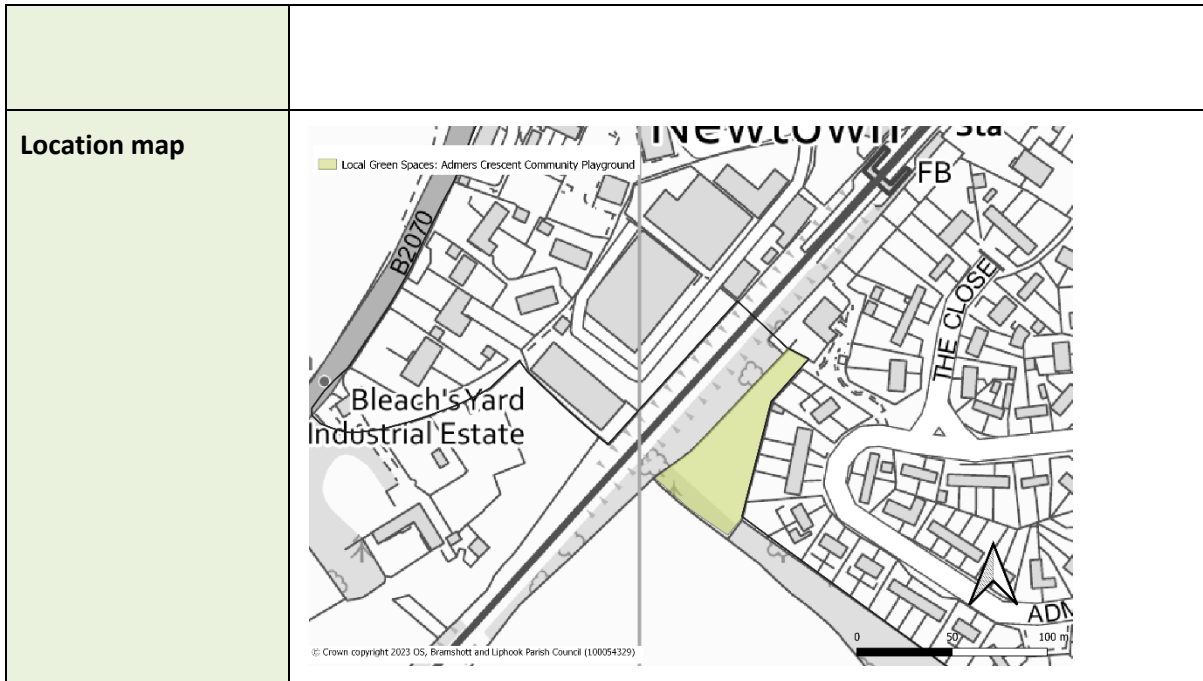 Location map
Newtown
Sta
Local Green Spaces: Admers Crescent Community Playground
FB
B2070
THE CLOSE
Bleach's Yard
Industrial Estate
ADM
0 50 100 m
© Crown copyright 2023 OS, Bramshott and Liphook Parish Council (100054329)